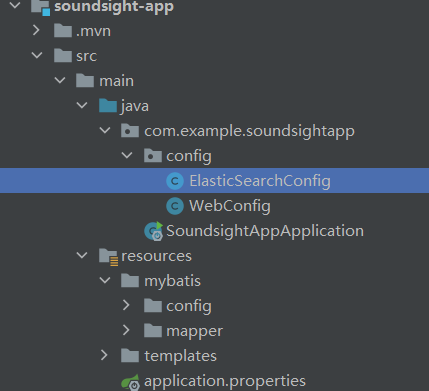 soundsight-app
.mvn
src
main
java
com.example.soundsightapp
config
ElasticSearchConfig
WebConfig
SoundsightAppApplication
resources
mybatis
config
mapper
templates
application.properties